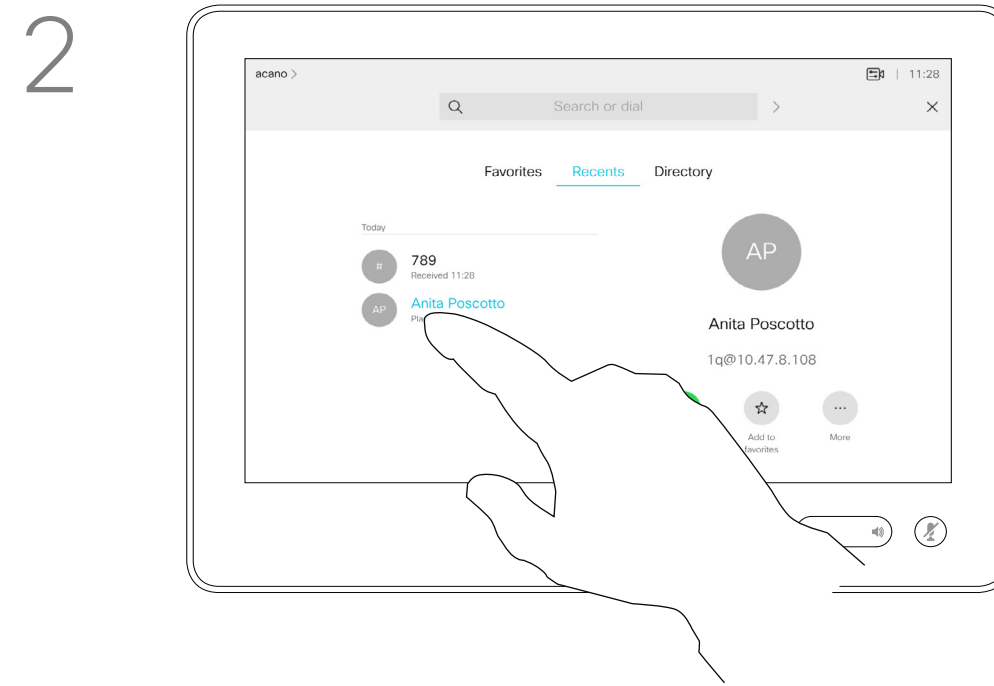 2
acano >
11:28
Search or dial >
Favorites Recents Directory
Today
#
789
Received 11:28
AP
Anita Poscotto
AP
Anita Poscotto
1q@10.47.8.108
Add to
favorites
More